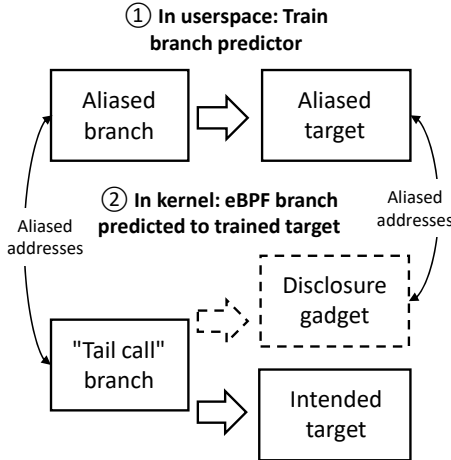 ① In userspace: Train
branch predictor
Aliased
branch
Aliased
target
② In kernel: eBPF branch
predicted to trained target
Aliased
addresses
Aliased
addresses
Disclosure
gadget
"Tail call"
branch
Intended
target